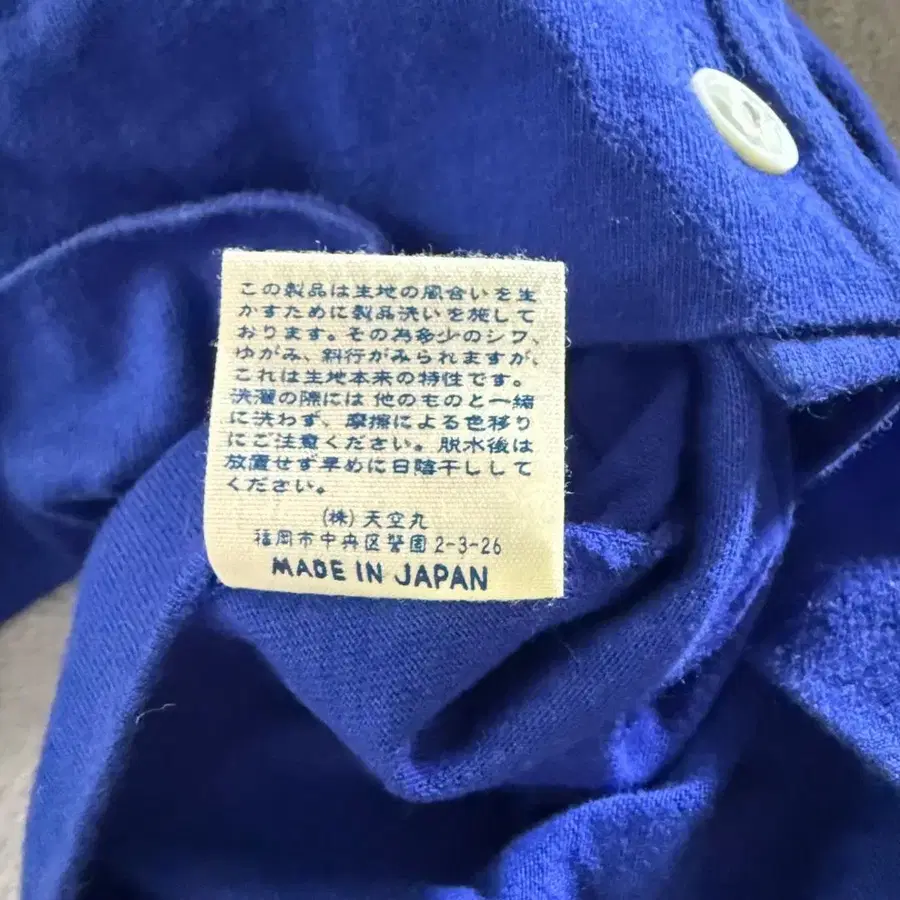 この製品は生地の風合いを生
かすために製品洗いを施して
おります。その為多少のシワ、
ゆがみ、斜行がみられますが、
これは生地本来の特性です。
洗濯の際には他のものと一緒
に洗わず、摩擦による色移り
にご注意ください。脱水後は
放置せず早めに日陰干しして
ください。
(株)天空丸
福岡市中央区警固2-3-26
MADE IN JAPAN